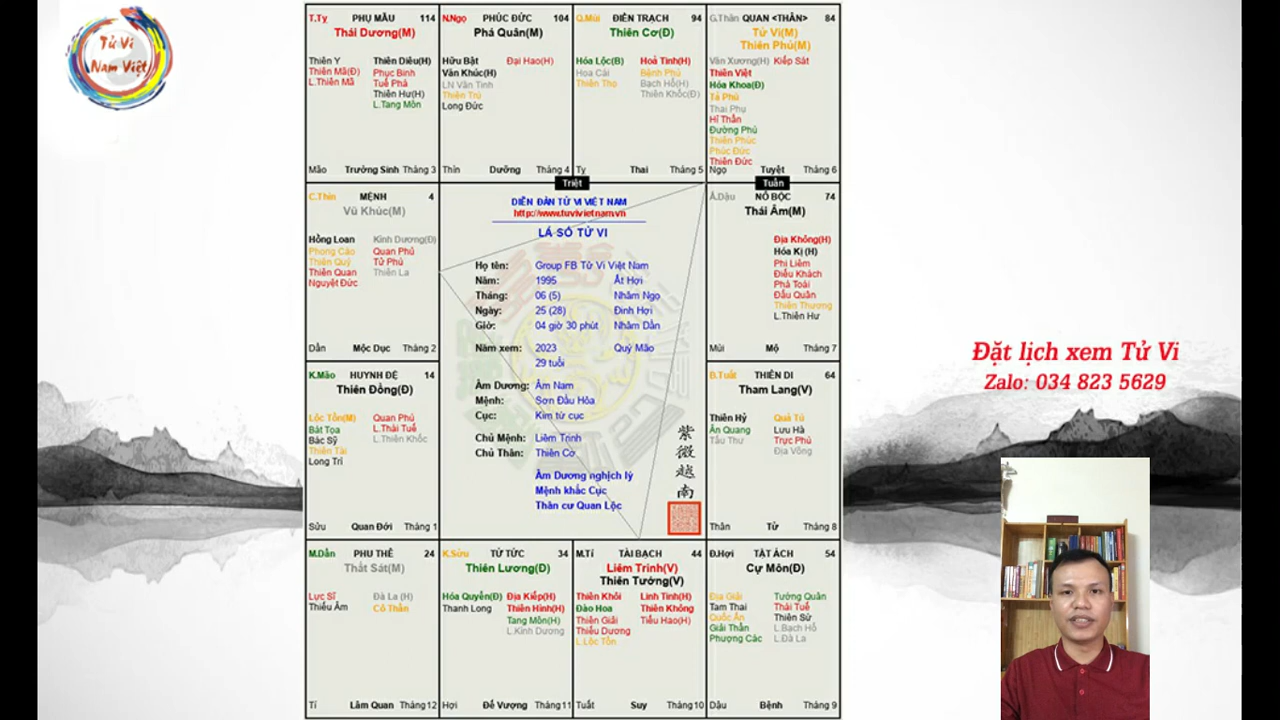 Tử Vi
Nam Việt
T.Tỵ PHỤ MẪU 114
Thái Dương(M)
Thiên Y Thiên Diêu(H)
Thiên Mã(Đ) Phục Binh
L.Thiên Mã Tuế Phá
Thiên Hư(H)
L.Tang Môn
Mão Trường Sinh Tháng 3
N.Ngọ PHÚC ĐỨC 104
Phá Quân(M)
Hữu Bật Đại Hao(H)
Văn Khúc(H)
LN Văn Tinh
Thiên Trù
Long Đức
Thìn Dưỡng Tháng 4
Q.Mùi ĐIỀN TRẠCH 94
Thiên Cơ(Đ)
Hóa Lộc(B) Hoả Tinh(H)
Hoa Cái Bệnh Phù
Thiên Thọ Bạch Hổ(H)
Thiên Khốc(Đ)
Tỵ Thai Tháng 5
G.Thân QUAN <THÂN> 84
Tử Vi(M)
Thiên Phủ(M)
Văn Xương(H) Kiếp Sát
Thiên Việt
Hóa Khoa(Đ)
Tả Phù
Thai Phụ
Hỉ Thần
Đường Phù
Thiên Phúc
Phúc Đức
Thiên Đức
Ngọ Tuyệt Tháng 6
Triệt
Tuần
C.Thìn MỆNH 4
Vũ Khúc(M)
Hồng Loan Kình Dương(Đ)
Phong Cáo Quan Phủ
Thiên Quý Tử Phù
Thiên Quan Thiên La
Nguyệt Đức
Dần Mộc Dục Tháng 2
DIỄN ĐÀN TỬ VI VIỆT NAM
http://www.tuvivietnam.vn
LÁ SỐ TỬ VI
Họ tên: Group FB Tử Vi Việt Nam
Năm: 1995 Ất Hợi
Tháng: 06 (5) Nhâm Ngọ
Ngày: 25 (28) Đinh Hợi
Giờ: 04 giờ 30 phút Nhâm Dần
Năm xem: 2023 Quý Mão
29 tuổi
Âm Dương: Âm Nam
Mệnh: Sơn Đầu Hỏa
Cục: Kim tứ cục
Chủ Mệnh: Liêm Trinh
Chủ Thân: Thiên Cơ
Âm Dương nghịch lý
Mệnh khắc Cục
Thân cư Quan Lộc
紫
微
越
南
Ấ.Dậu NÔ BỘC 74
Thái Âm(M)
Địa Không(H)
Hóa Kị (H)
Phi Liêm
Điếu Khách
Phá Toái
Đẩu Quân
Thiên Thương
L.Thiên Hư
Mùi Mộ Tháng 7
K.Mão HUYNH ĐỆ 14
Thiên Đồng(Đ)
Lộc Tồn(M) Quan Phù
Bát Tọa L.Thái Tuế
Bác Sỹ L.Thiên Khốc
Thiên Tài
Long Trì
Sửu Quan Đới Tháng 1
B.Tuất THIÊN DI 64
Tham Lang(V)
Thiên Hỷ Quả Tú
Ân Quang Lưu Hà
Tấu Thư Trực Phù
Địa Võng
Thân Tử Tháng 8
M.Dần PHU THÊ 24
Thất Sát(M)
Lực Sĩ Đà La (H)
Thiếu Âm Cô Thần
Tí Lâm Quan Tháng 12
K.Sửu TỬ TỨC 34
Thiên Lương(Đ)
Hóa Quyền(Đ) Địa Kiếp(H)
Thanh Long Thiên Hình(H)
Tang Môn(H)
L.Kình Dương
Hợi Đế Vượng Tháng 11
M.Tí TÀI BẠCH 44
Liêm Trinh(V)
Thiên Tướng(V)
Thiên Khôi Linh Tinh(H)
Đào Hoa Thiên Không
Thiên Giải Tiểu Hao(H)
Thiếu Dương
L.Lộc Tồn
Tuất Suy Tháng 10
Đ.Hợi TẬT ÁCH 54
Cự Môn(Đ)
Địa Giải Tướng Quân
Tam Thai Thái Tuế
Quốc Ấn Thiên Sứ
Giải Thần L.Bạch Hổ
Phượng Các L.Đà La
Dậu Bệnh Tháng 9
Đặt lịch xem Tử Vi
Zalo: 034 823 5629